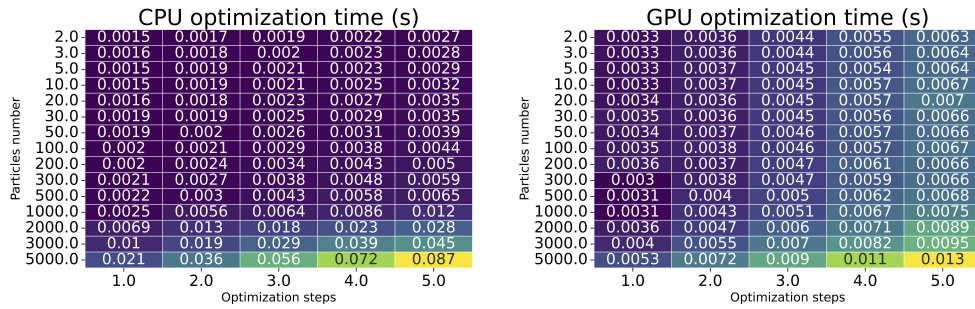 CPU optimization time (s)
Particles number
2.0 0.0015 0.0017 0.0019 0.0022 0.0027
3.0 0.0016 0.0018 0.002 0.0023 0.0028
5.0 0.0015 0.0019 0.0021 0.0023 0.0029
10.0 0.0015 0.0019 0.0021 0.0025 0.0032
20.0 0.0016 0.0018 0.0023 0.0027 0.0035
30.0 0.0019 0.0019 0.0025 0.0029 0.0035
50.0 0.0019 0.002 0.0026 0.0031 0.0039
100.0 0.002 0.0021 0.0029 0.0038 0.0044
200.0 0.002 0.0024 0.0034 0.0043 0.005
300.0 0.0021 0.0027 0.0038 0.0048 0.0059
500.0 0.0022 0.003 0.0043 0.0058 0.0065
1000.0 0.0025 0.0056 0.0064 0.0086 0.012
2000.0 0.0069 0.013 0.018 0.023 0.028
3000.0 0.01 0.019 0.029 0.039 0.045
5000.0 0.021 0.036 0.056 0.072 0.087
1.0 2.0 3.0 4.0 5.0
Optimization steps
GPU optimization time (s)
Particles number
2.0 0.0033 0.0036 0.0044 0.0055 0.0063
3.0 0.0033 0.0036 0.0044 0.0056 0.0064
5.0 0.0033 0.0037 0.0045 0.0054 0.0064
10.0 0.0033 0.0037 0.0045 0.0057 0.0067
20.0 0.0034 0.0036 0.0045 0.0057 0.007
30.0 0.0035 0.0036 0.0045 0.0056 0.0066
50.0 0.0034 0.0037 0.0046 0.0057 0.0066
100.0 0.0035 0.0038 0.0046 0.0057 0.0067
200.0 0.0036 0.0037 0.0047 0.0061 0.0066
300.0 0.003 0.0038 0.0047 0.0059 0.0066
500.0 0.0031 0.004 0.005 0.0062 0.0068
1000.0 0.0031 0.0043 0.0051 0.0067 0.0075
2000.0 0.0036 0.0047 0.006 0.0071 0.0089
3000.0 0.004 0.0055 0.007 0.0082 0.0095
5000.0 0.0053 0.0072 0.009 0.011 0.013
1.0 2.0 3.0 4.0 5.0
Optimization steps